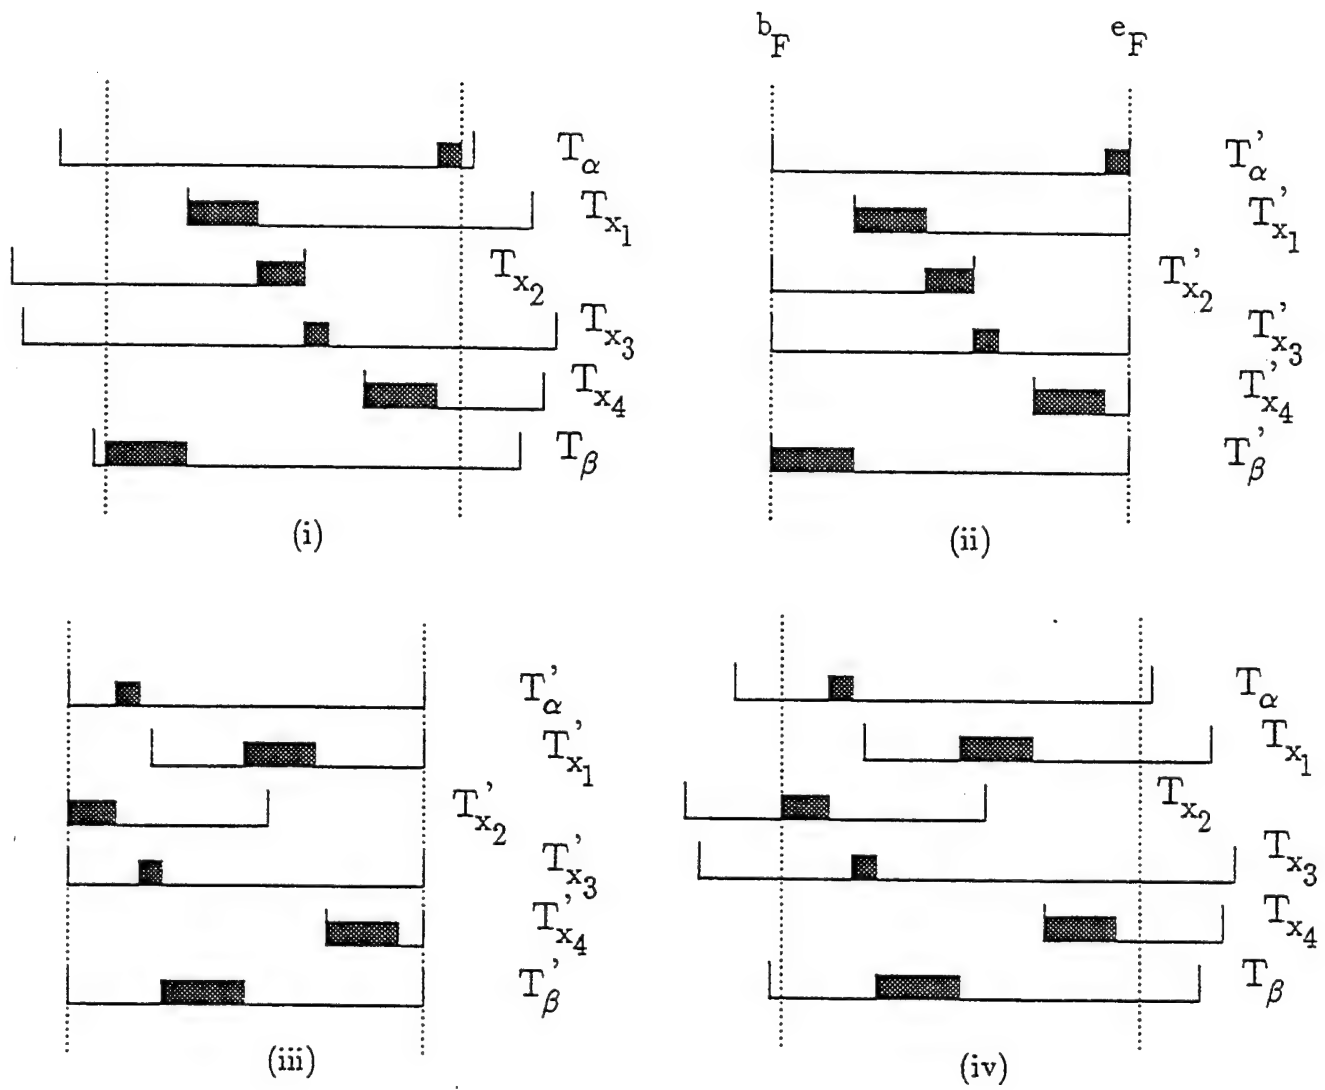 b_F e_F
T_α
T_x₁
T_x₂
T_x₃
T_x₄
T_β
(i)
T'_α
T'_x₁
T'_x₂
T'_x₃
T'_x₄
T'_β
(ii)
T'_α
T'_x₁
T'_x₂
T'_x₃
T'_x₄
T'_β
(iii)
T_α
T_x₁
T_x₂
T_x₃
T_x₄
T_β
(iv)